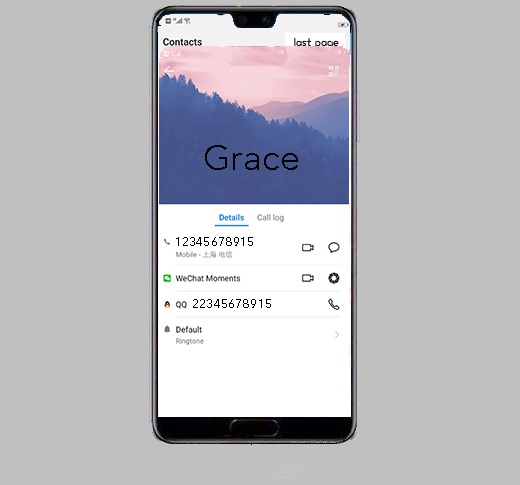 Contacts
last page
Grace
Details
Call log
12345678915
Mobile - 上海 电信
WeChat Moments
QQ 22345678915
Default
Ringtone